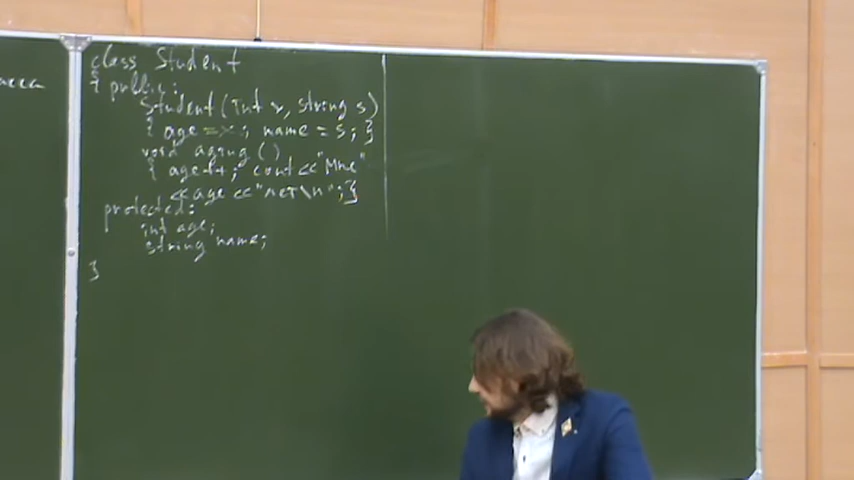 class Student
{ public:
Student(int x, string s)
{ age = x; name = s; }
void aging()
{ age++; cout << "Мне"
<< age << "лет\n"; }
protected:
int age;
string name;
}